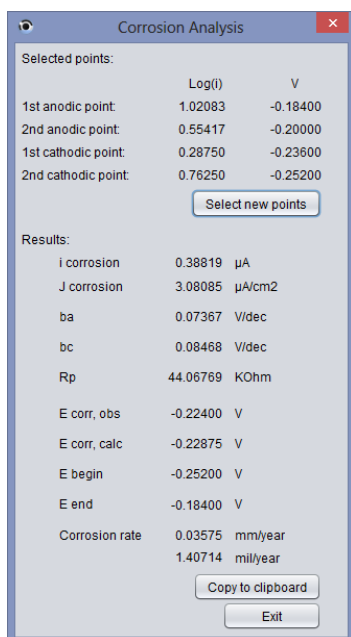 Corrosion Analysis
Selected points:
Log(i) V
1st anodic point: 1.02083 -0.18400
2nd anodic point: 0.55417 -0.20000
1st cathodic point: 0.28750 -0.23600
2nd cathodic point: 0.76250 -0.25200
Select new points
Results:
i corrosion 0.38819 µA
J corrosion 3.08085 µA/cm2
ba 0.07367 V/dec
bc 0.08468 V/dec
Rp 44.06769 KOhm
E corr, obs -0.22400 V
E corr, calc -0.22875 V
E begin -0.25200 V
E end -0.18400 V
Corrosion rate 0.03575 mm/year
1.40714 mil/year
Copy to clipboard
Exit